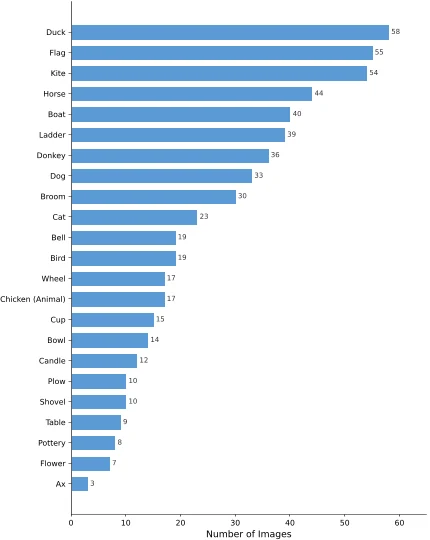 Duck 58
Flag 55
Kite 54
Horse 44
Boat 40
Ladder 39
Donkey 36
Dog 33
Broom 30
Cat 23
Bell 19
Bird 19
Wheel 17
Chicken (Animal) 17
Cup 15
Bowl 14
Candle 12
Plow 10
Shovel 10
Table 9
Pottery 8
Flower 7
Ax 3
0 10 20 30 40 50 60
Number of Images